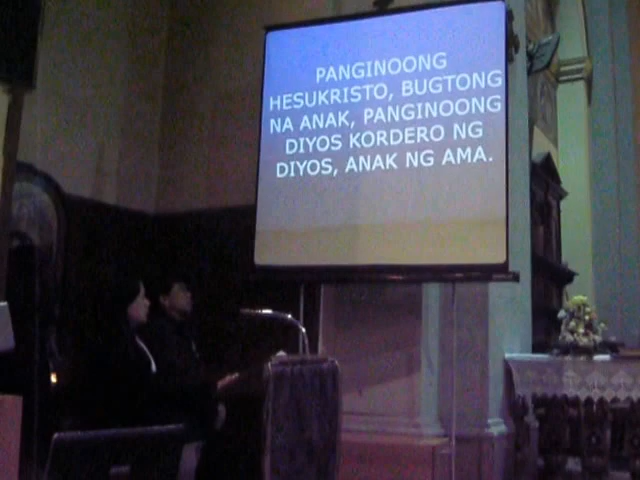 PANGINOONG
HESUKRISTO, BUGTONG
NA ANAK, PANGINOONG
DIYOS KORDERO NG
DIYOS, ANAK NG AMA.